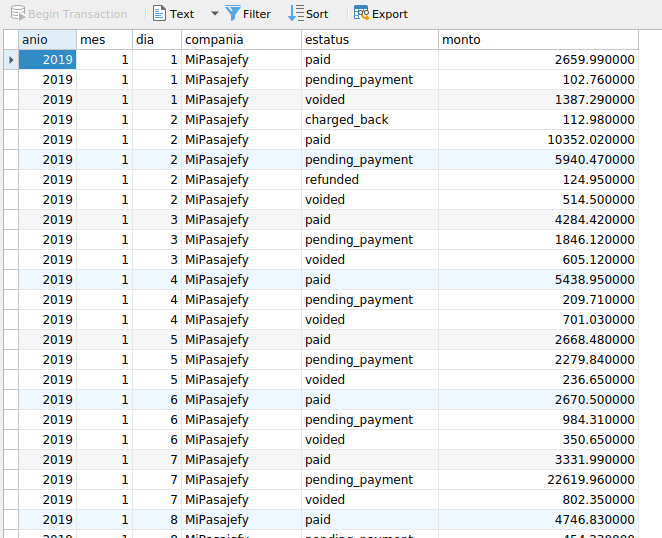 Begin Transaction Text Filter Sort Export
anio mes dia compania estatus monto
2019 1 1 MiPasajefy paid 2659.990000
2019 1 1 MiPasajefy pending_payment 102.760000
2019 1 1 MiPasajefy voided 1387.290000
2019 1 2 MiPasajefy charged_back 112.980000
2019 1 2 MiPasajefy paid 10352.020000
2019 1 2 MiPasajefy pending_payment 5940.470000
2019 1 2 MiPasajefy refunded 124.950000
2019 1 2 MiPasajefy voided 514.500000
2019 1 3 MiPasajefy paid 4284.420000
2019 1 3 MiPasajefy pending_payment 1846.120000
2019 1 3 MiPasajefy voided 605.120000
2019 1 4 MiPasajefy paid 5438.950000
2019 1 4 MiPasajefy pending_payment 209.710000
2019 1 4 MiPasajefy voided 701.030000
2019 1 5 MiPasajefy paid 2668.480000
2019 1 5 MiPasajefy pending_payment 2279.840000
2019 1 5 MiPasajefy voided 236.650000
2019 1 6 MiPasajefy paid 2670.500000
2019 1 6 MiPasajefy pending_payment 984.310000
2019 1 6 MiPasajefy voided 350.650000
2019 1 7 MiPasajefy paid 3331.990000
2019 1 7 MiPasajefy pending_payment 22619.960000
2019 1 7 MiPasajefy voided 802.350000
2019 1 8 MiPasajefy paid 4746.830000